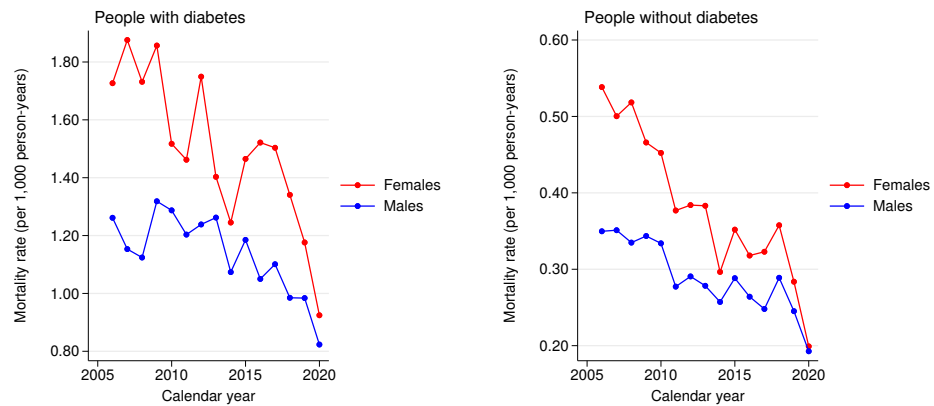 People with diabetes
Mortality rate (per 1,000 person-years)
1.80
1.60
1.40
1.20
1.00
0.80
2005
2010
2015
2020
Calendar year
Females
Males
People without diabetes
Mortality rate (per 1,000 person-years)
0.60
0.50
0.40
0.30
0.20
2005
2010
2015
2020
Calendar year
Females
Males